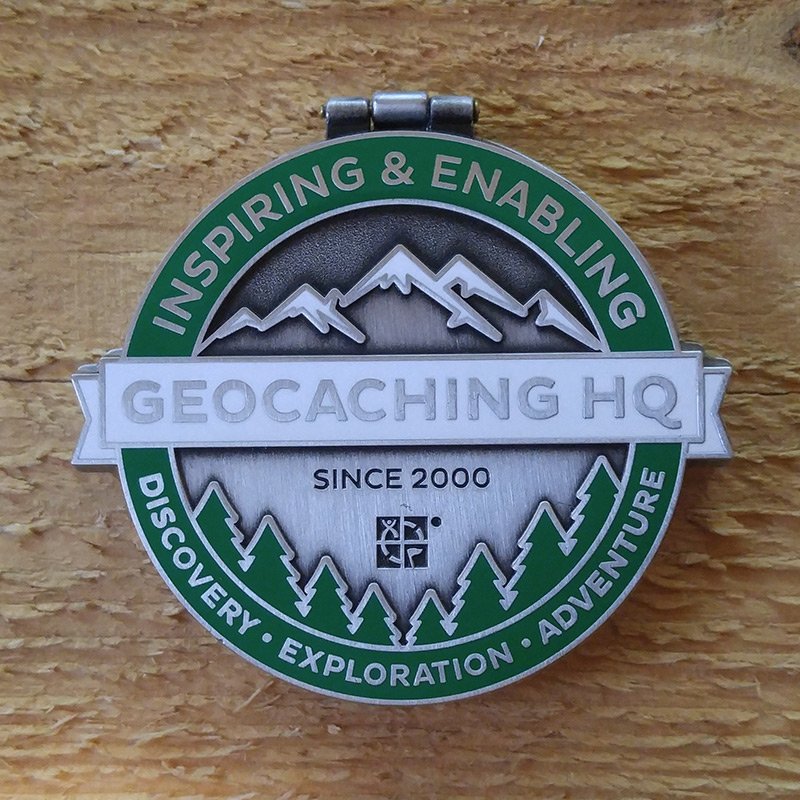 INSPIRING & ENABLING
GEOCACHING HQ
SINCE 2000
DISCOVERY • EXPLORATION • ADVENTURE